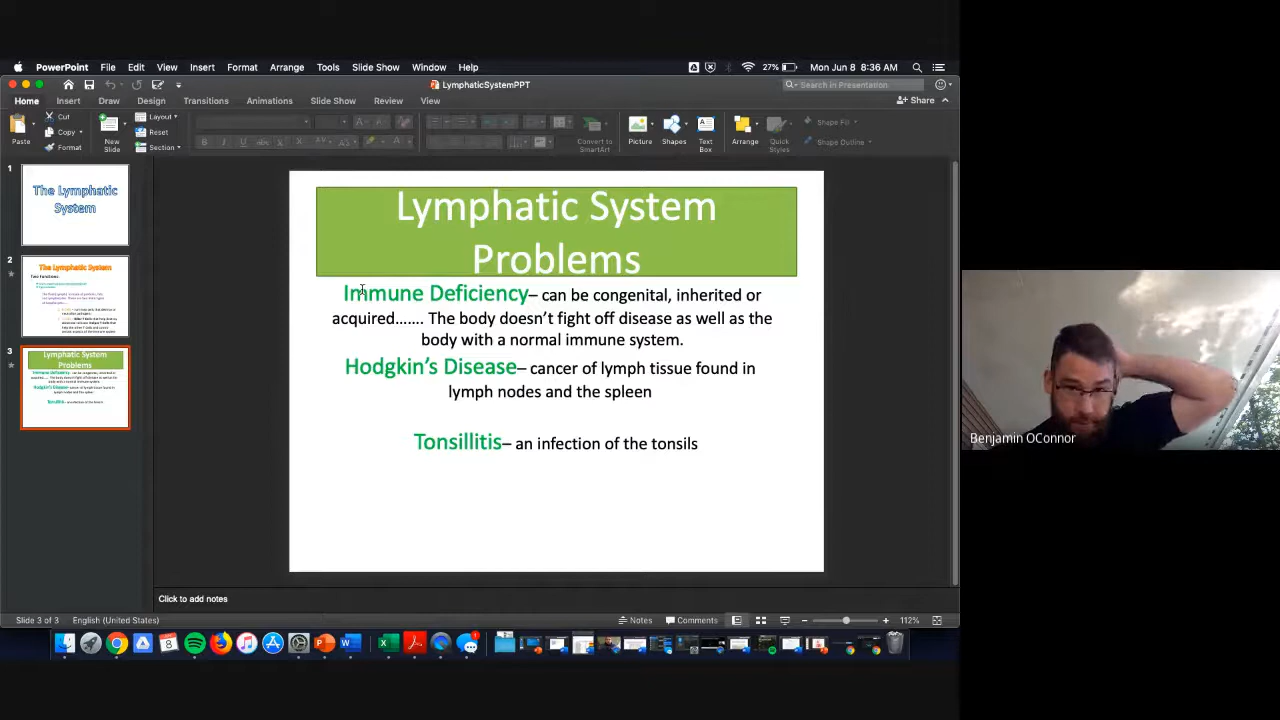 PowerPoint File Edit View Insert Format Arrange Tools Slide Show Window Help 27% Mon Jun 8 8:36 AM
LymphaticSystemPPT Search in Presentation
Home Insert Draw Design Transitions Animations Slide Show Review View Share
Paste Cut Copy Format New Slide Layout Reset Section Convert to SmartArt Picture Shapes Text Box Arrange Quick Styles Shape Fill Shape Outline
1
The Lymphatic
System
2
The Lymphatic System
3
Lymphatic System
Problems
Lymphatic System
Problems
Immune Deficiency– can be congenital, inherited or
acquired……. The body doesn’t fight off disease as well as the
body with a normal immune system.
Hodgkin’s Disease– cancer of lymph tissue found in
lymph nodes and the spleen
Tonsillitis– an infection of the tonsils
Benjamin OConnor
Click to add notes
Slide 3 of 3 English (United States) Notes Comments 112%